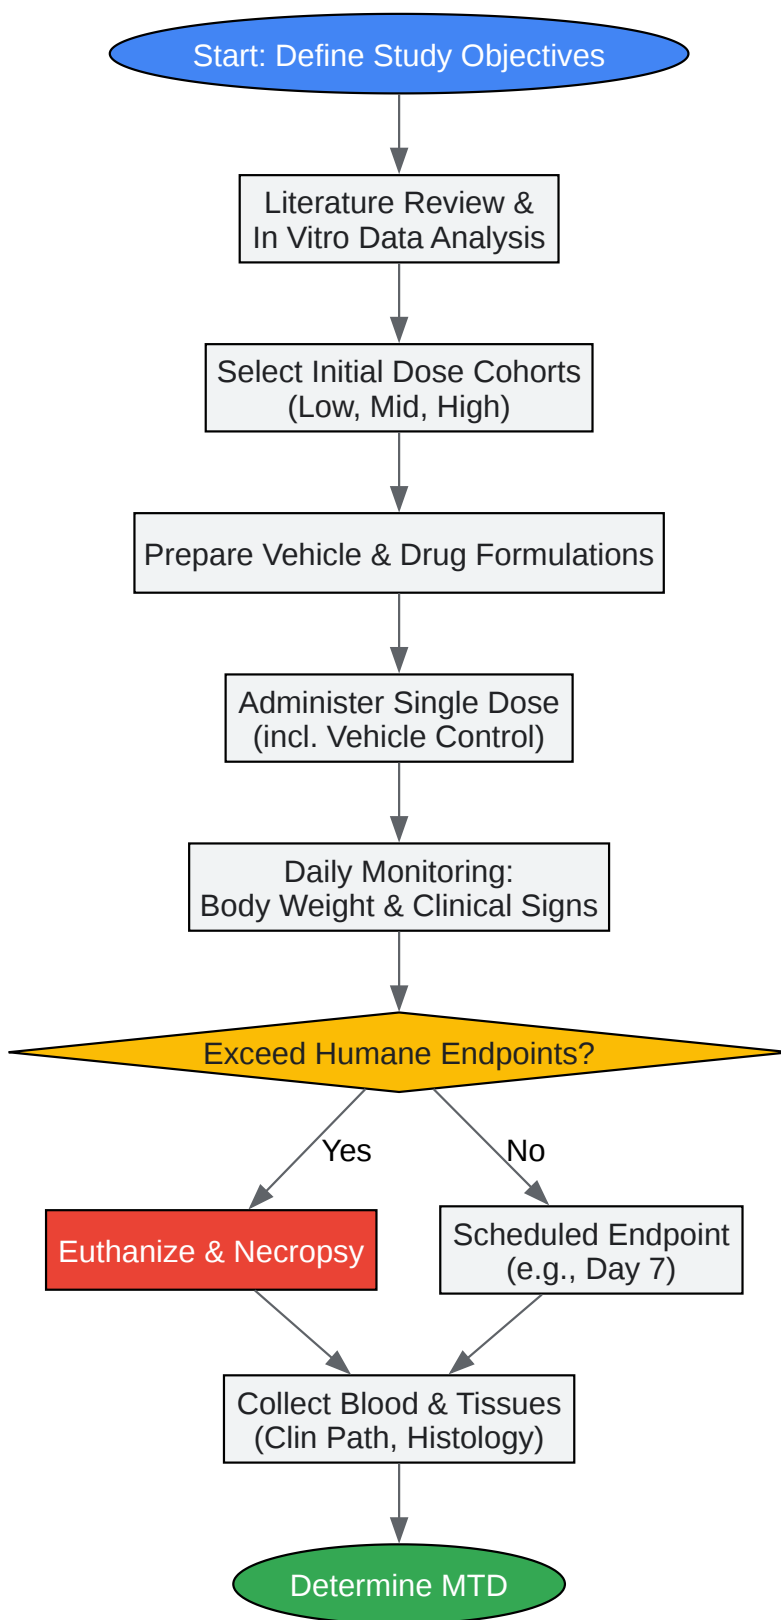 Start: Define Study Objectives
Literature Review &
In Vitro Data Analysis
Select Initial Dose Cohorts
(Low, Mid, High)
Prepare Vehicle & Drug Formulations
Administer Single Dose
(incl. Vehicle Control)
Daily Monitoring:
Body Weight & Clinical Signs
Exceed Humane Endpoints?
Yes
No
Euthanize & Necropsy
Scheduled Endpoint
(e.g., Day 7)
Collect Blood & Tissues
(Clin Path, Histology)
Determine MTD